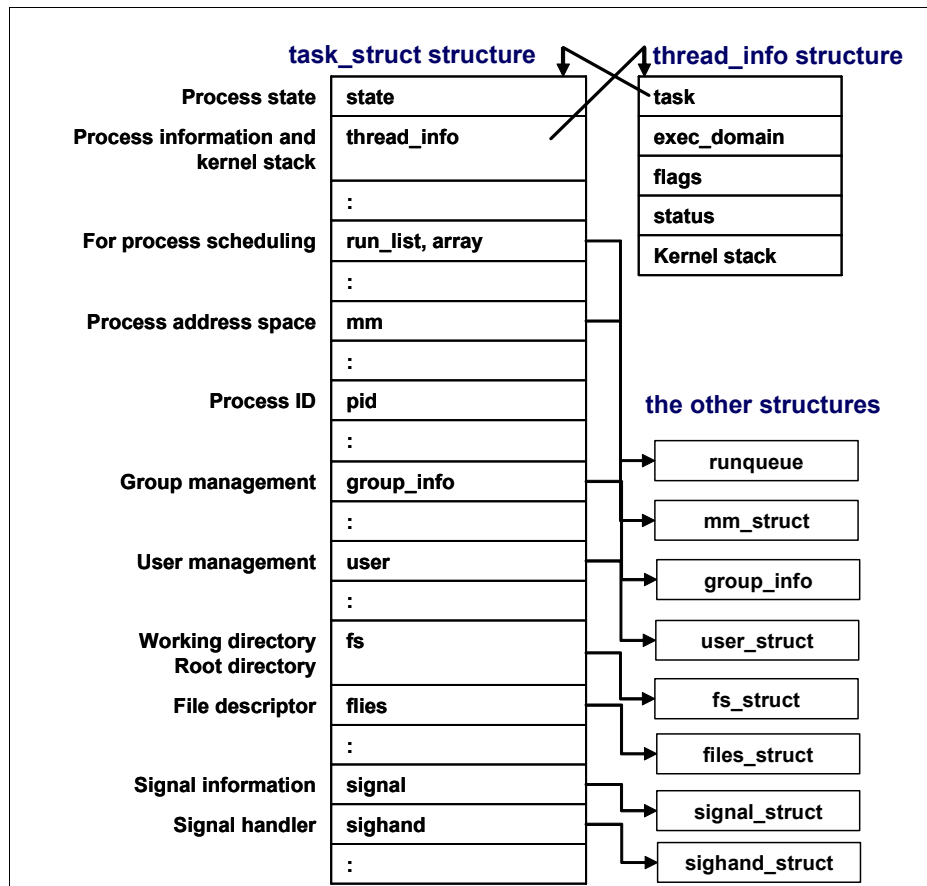 task_struct structure
thread_info structure
Process state
state
task
Process information and
kernel stack
thread_info
exec_domain
flags
:
status
For process scheduling
run_list, array
Kernel stack
:
Process address space
mm
:
Process ID
pid
the other structures
:
runqueue
Group management
group_info
:
mm_struct
User management
user
group_info
:
user_struct
Working directory
Root directory
fs
fs_struct
File descriptor
flies
:
files_struct
Signal information
signal
signal_struct
Signal handler
sighand
:
sighand_struct